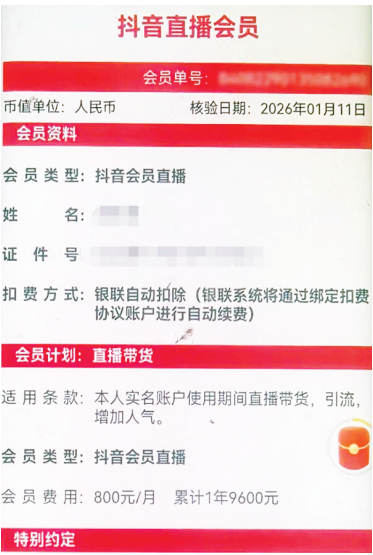 抖音直播会员
会员单号:
币值单位: 人民币 核验日期: 2026年01月11日
会员资料
会员类型: 抖音会员直播
姓名:
证件号
扣费方式: 银联自动扣除(银联系统将通过绑定扣费
协议账户进行自动续费)
会员计划: 直播带货
适用条款: 本人实名账户使用期间直播带货, 引流,
增加人气。
会员类型: 抖音会员直播
会员费用: 800元/月 累计1年9600元
特别约定